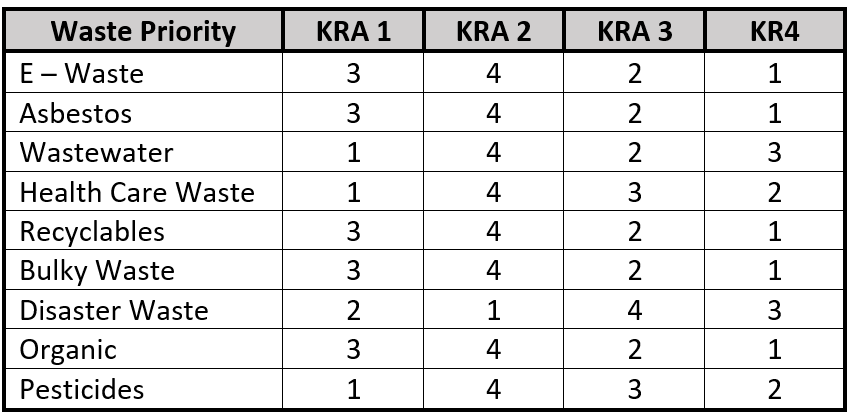 Waste Priority KRA 1 KRA 2 KRA 3 KR4
E – Waste 3 4 2 1
Asbestos 3 4 2 1
Wastewater 1 4 2 3
Health Care Waste 1 4 3 2
Recyclables 3 4 2 1
Bulky Waste 3 4 2 1
Disaster Waste 2 1 4 3
Organic 3 4 2 1
Pesticides 1 4 3 2